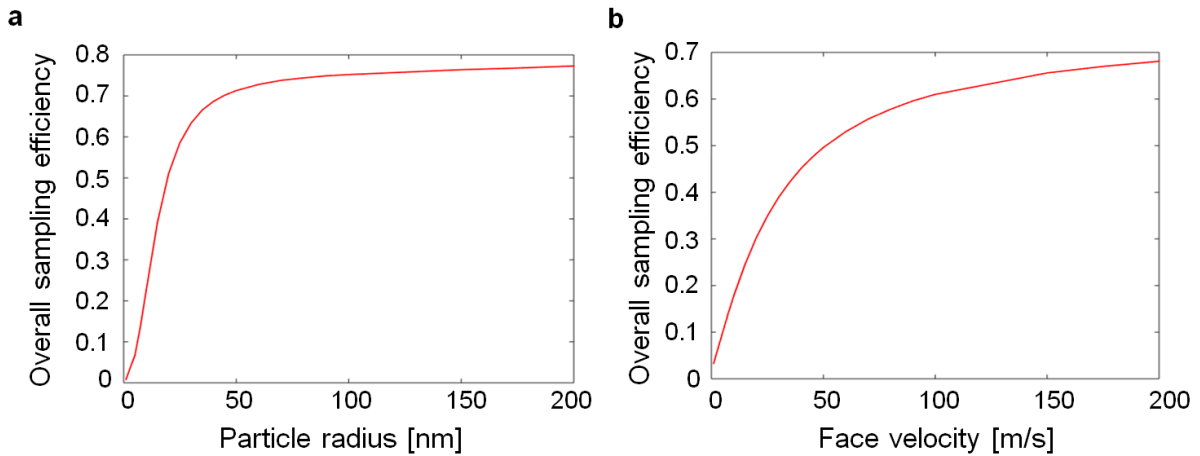 a
Overall sampling efficiency
0.8
0.7
0.6
0.5
0.4
0.3
0.2
0.1
0
0 50 100 150 200
Particle radius [nm]
b
Overall sampling efficiency
0.7
0.6
0.5
0.4
0.3
0.2
0.1
0
0 50 100 150 200
Face velocity [m/s]